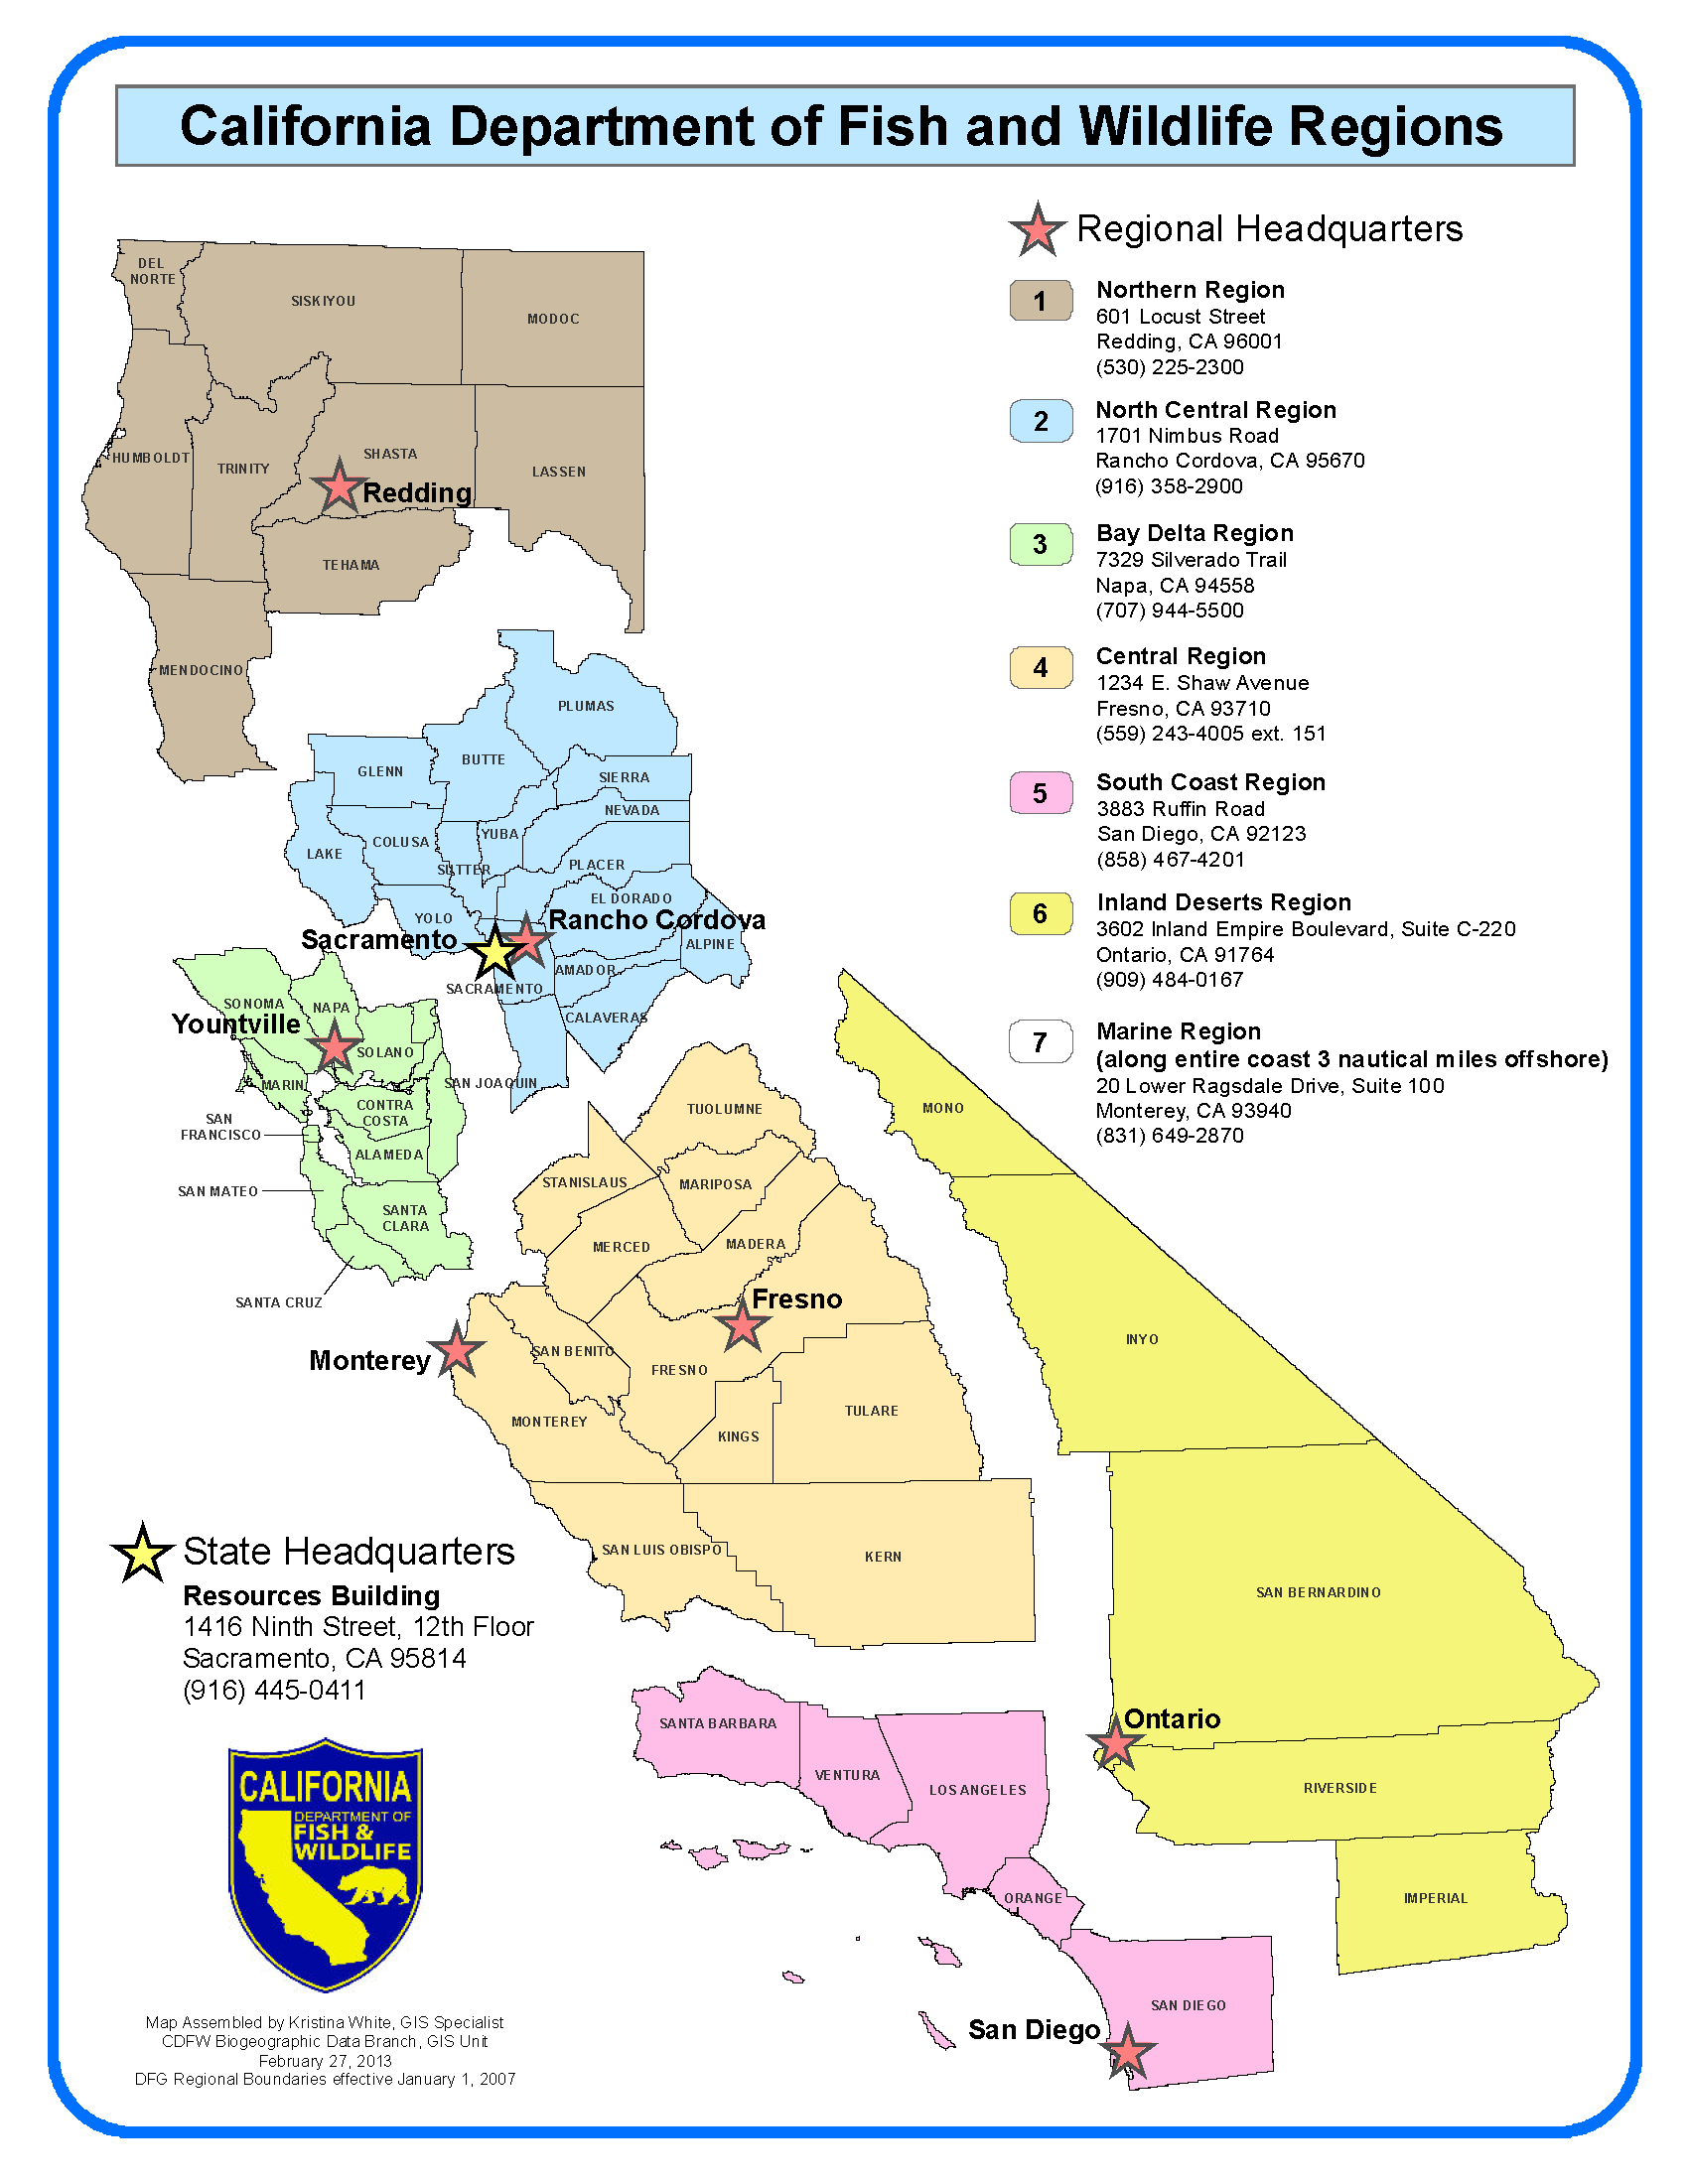 California Department of Fish and Wildlife Regions
Regional Headquarters
1
Northern Region
601 Locust Street
Redding, CA 96001
(530) 225-2300
2
North Central Region
1701 Nimbus Road
Rancho Cordova, CA 95670
(916) 358-2900
3
Bay Delta Region
7329 Silverado Trail
Napa, CA 94558
(707) 944-5500
4
Central Region
1234 E. Shaw Avenue
Fresno, CA 93710
(559) 243-4005 ext. 151
5
South Coast Region
3883 Ruffin Road
San Diego, CA 92123
(858) 467-4201
6
Inland Deserts Region
3602 Inland Empire Boulevard, Suite C-220
Ontario, CA 91764
(909) 484-0167
7
Marine Region
(along entire coast 3 nautical miles offshore)
20 Lower Ragsdale Drive, Suite 100
Monterey, CA 93940
(831) 649-2870
DEL
NORTE
SISKIYOU
MODOC
HUMBOLDT
TRINITY
SHASTA
LASSEN
Redding
TEHAMA
MENDOCINO
PLUMAS
BUTTE
GLENN
SIERRA
NEVADA
YUBA
COLUSA
LAKE
SUTTER
PLACER
EL DORADO
YOLO
Rancho Cordova
Sacramento
ALPINE
AMADOR
SACRAMENTO
CALAVERAS
SAN JOAQUIN
SONOMA
NAPA
Yountville
SOLANO
MARIN
CONTRA
COSTA
SAN
FRANCISCO
ALAMEDA
SAN MATEO
SANTA
CLARA
SANTA CRUZ
TUOLUMNE
STANISLAUS
MARIPOSA
MERCED
MADERA
Fresno
SAN BENITO
FRESNO
Monterey
MONTEREY
KINGS
TULARE
SAN LUIS OBISPO
KERN
MONO
INYO
SAN BERNARDINO
Ontario
RIVERSIDE
IMPERIAL
SANTA BARBARA
VENTURA
LOS ANGELES
ORANGE
SAN DIEGO
San Diego
State Headquarters
Resources Building
1416 Ninth Street, 12th Floor
Sacramento, CA 95814
(916) 445-0411
CALIFORNIA
DEPARTMENT OF
FISH &
WILDLIFE
Map Assembled by Kristina White, GIS Specialist
CDFW Biogeographic Data Branch, GIS Unit
February 27, 2013
DFG Regional Boundaries effective January 1, 2007